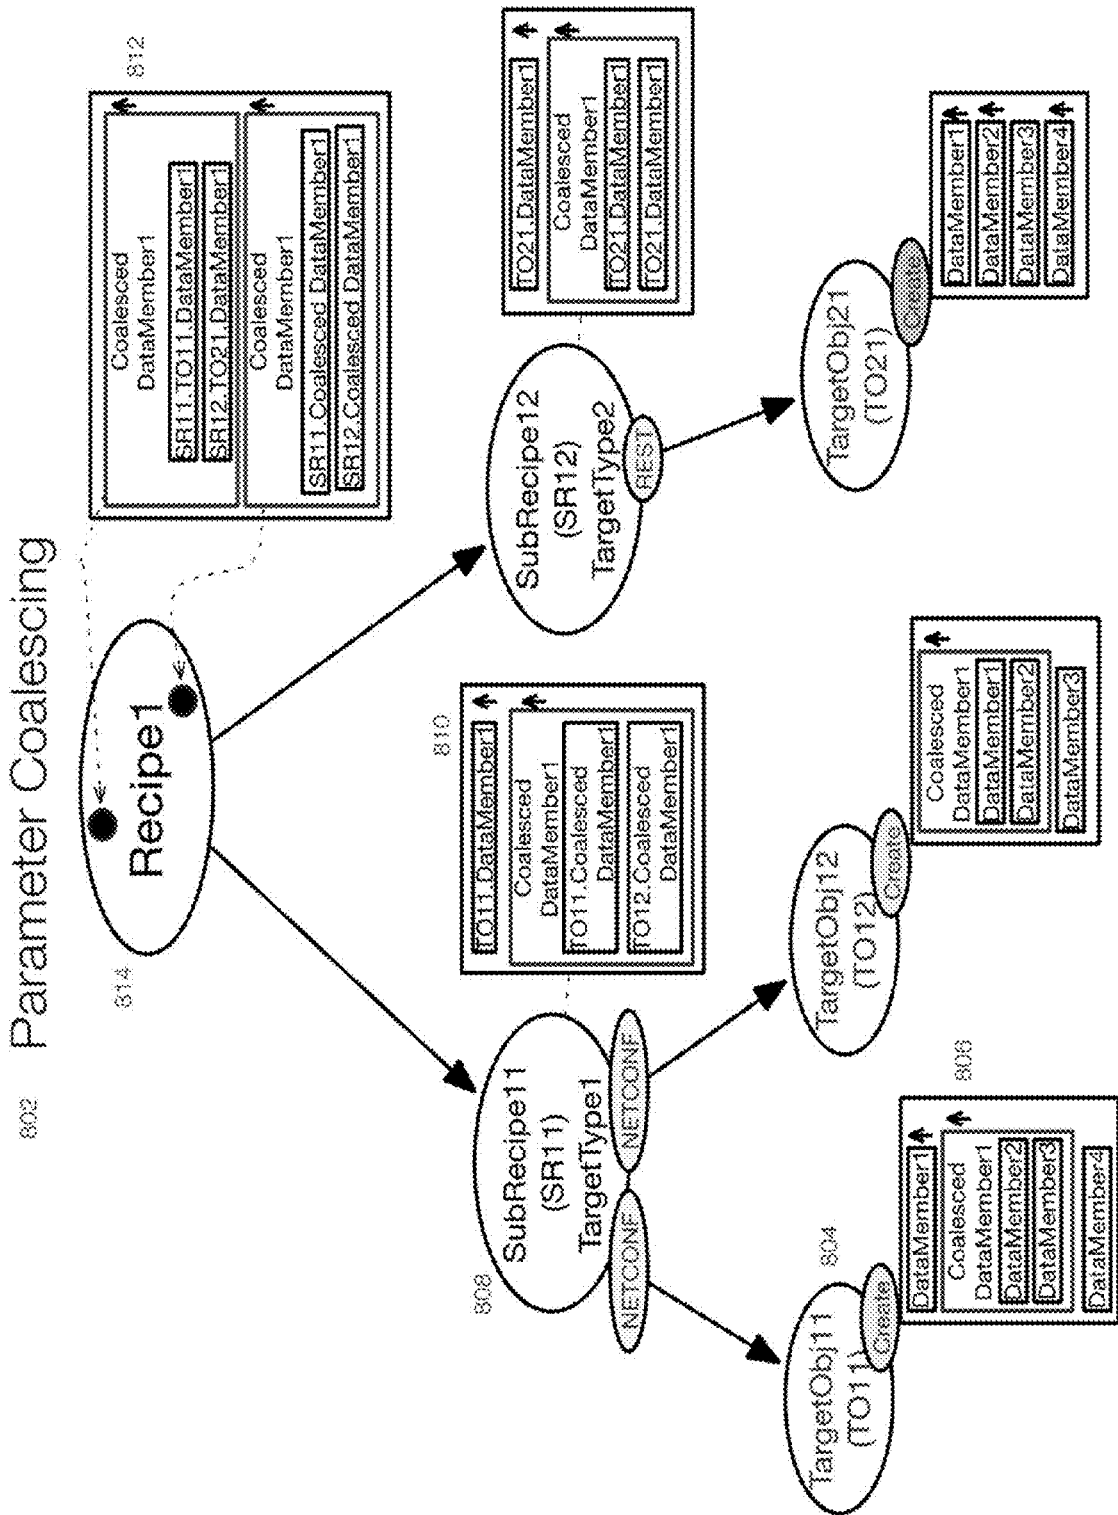 802
Parameter Coalescing
814
Recipe1
812
Coalesced
DataMember1
SR11.TO11.DataMember1
SR12.TO21.DataMember1
Coalesced
DataMember1
SR11.Coalesced DataMember1
SR12.Coalesced DataMember1
808
SubRecipe11
(SR11)
TargetType1
NETCONF
NETCONF
810
TO11.DataMember1
Coalesced
DataMember1
TO11.Coalesced
DataMember1
TO12.Coalesced
DataMember1
SubRecipe12
(SR12)
TargetType2
REST
TO21.DataMember1
Coalesced
DataMember1
TO21.DataMember1
TO21.DataMember1
TargetObj11
(TO11)
804
Create
806
DataMember1
Coalesced
DataMember1
DataMember2
DataMember3
DataMember4
TargetObj12
(TO12)
Create
Coalesced
DataMember1
DataMember1
DataMember2
DataMember3
TargetObj21
(TO21)
Create
DataMember1
DataMember2
DataMember3
DataMember4